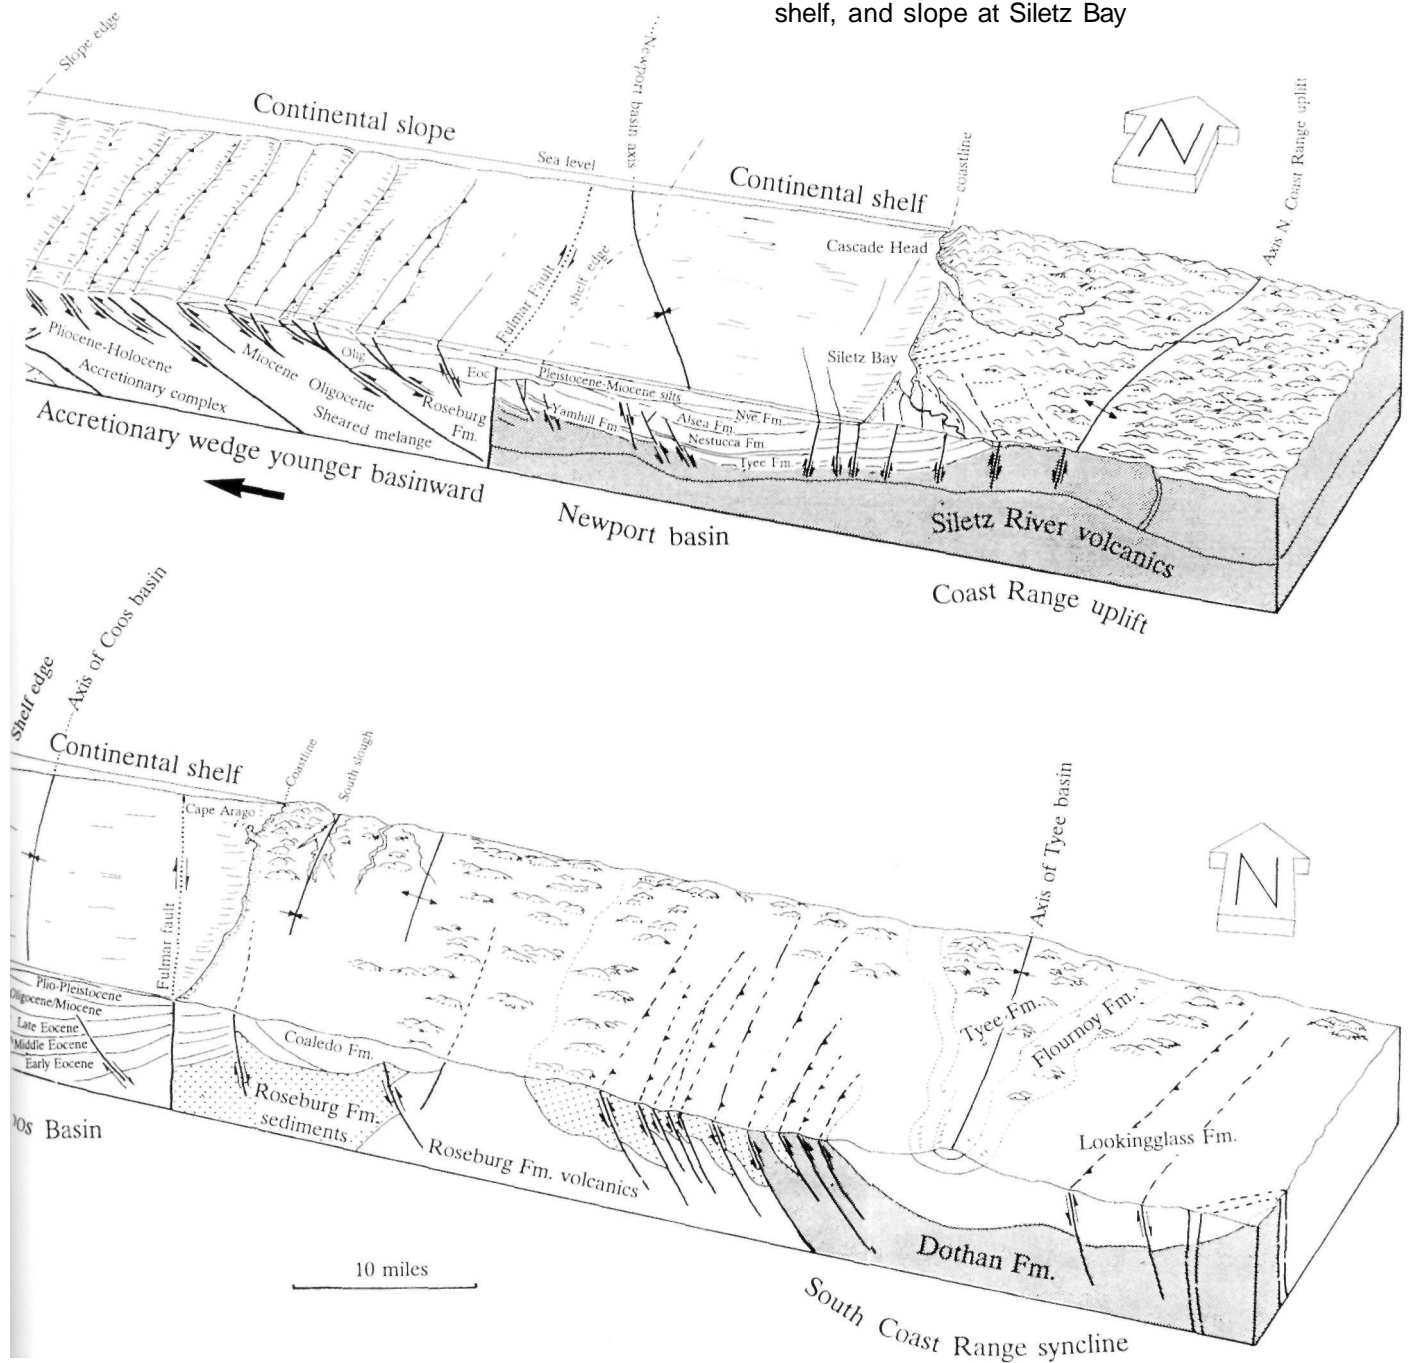 shelf, and slope at Siletz Bay
Slope edge
Continental slope
Sea level
Newport basin axis
Continental shelf
coastline
N
Axis N Coast Range uplift
Cascade Head
Fulmar Fault
shelf edge
Siletz Bay
Pliocene-Holocene
Accretionary complex
Miocene
Oligocene
Sheared melange
Olig
Eoc
Roseburg
Fm.
Pleistocene-Miocene silts
Yamhill Fm.
Alsea Fm.
Nye Fm.
Nestucca Fm.
Tyee Fm.
Accretionary wedge younger basinward
Newport basin
Siletz River volcanics
Coast Range uplift
Shelf edge
Axis of Coos basin
Continental shelf
Coastline
South slough
Cape Arago
Fulmar fault
Axis of Tyee basin
N
Plio-Pleistocene
Oligocene/Miocene
Late Eocene
Middle Eocene
Early Eocene
Coaledo Fm.
Roseburg Fm.
sediments
Roseburg Fm. volcanics
Tyee Fm.
Flournoy Fm.
Lookingglass Fm.
Dothan Fm.
oos Basin
10 miles
South Coast Range syncline